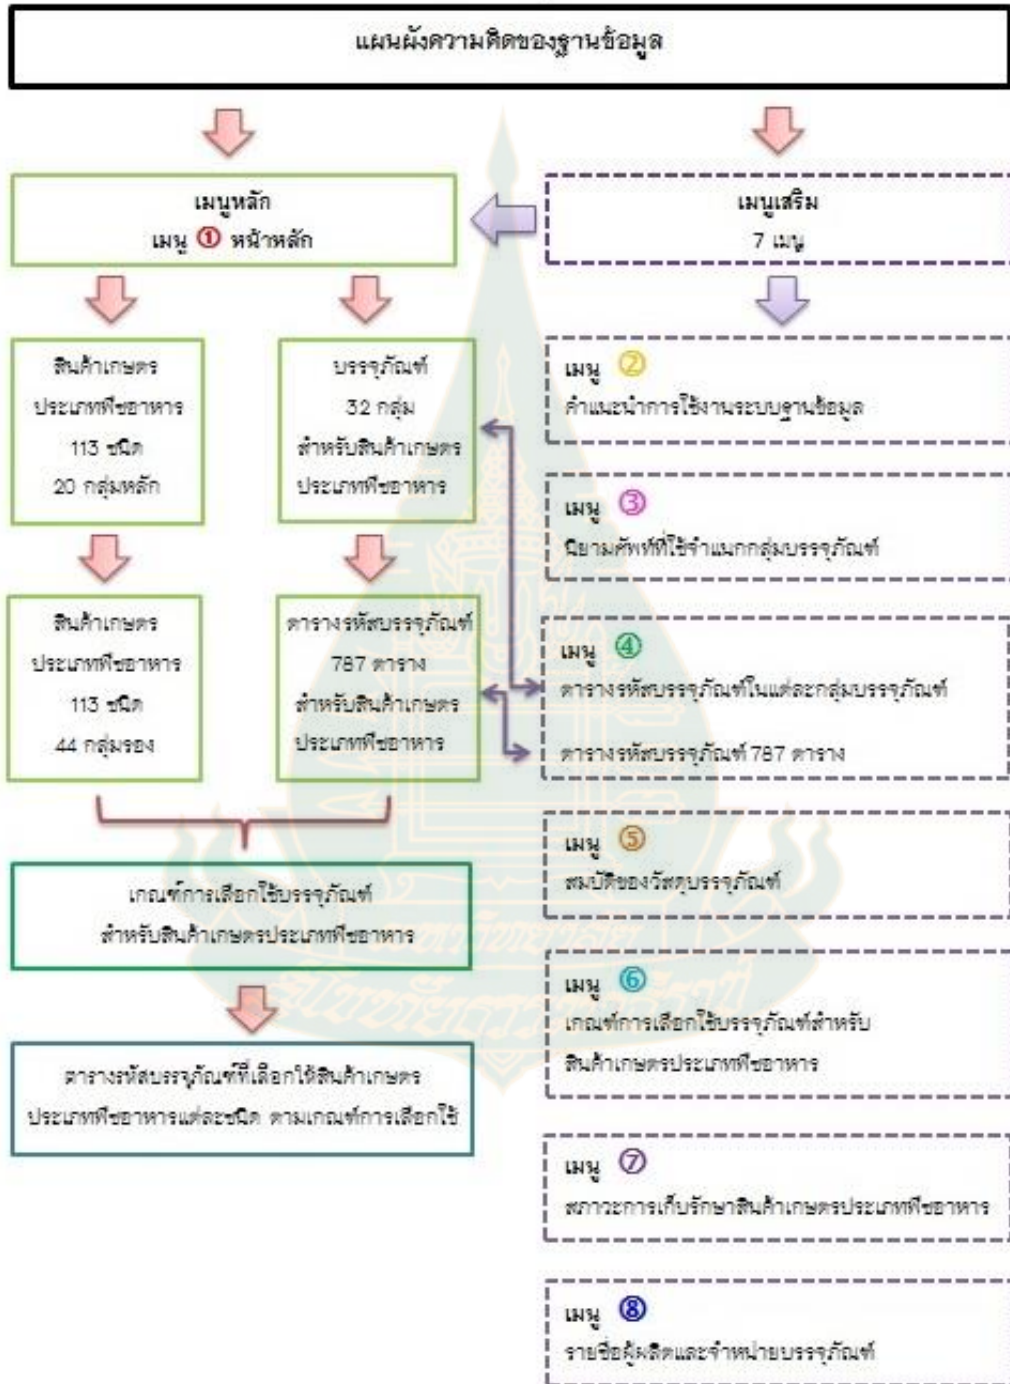 แผนผังความคิดของฐานข้อมูล
เมนูหลัก
เมนู ① หน้าหลัก
เมนูเสริม
7 เมนู
สินค้าเกษตร
ประเภทพืชอาหาร
113 ชนิด
20 กลุ่มหลัก
บรรจุภัณฑ์
32 กลุ่ม
สำหรับสินค้าเกษตร
ประเภทพืชอาหาร
สินค้าเกษตร
ประเภทพืชอาหาร
113 ชนิด
44 กลุ่มรอง
ตารางรหัสบรรจุภัณฑ์
787 ตาราง
สำหรับสินค้าเกษตร
ประเภทพืชอาหาร
เกณฑ์การเลือกใช้บรรจุภัณฑ์
สำหรับสินค้าเกษตรประเภทพืชอาหาร
ตารางรหัสบรรจุภัณฑ์ที่เลือกให้สินค้าเกษตร
ประเภทพืชอาหารแต่ละชนิด ตามเกณฑ์การเลือกใช้
เมนู ②
คำแนะนำการใช้งานระบบฐานข้อมูล
เมนู ③
นิยามศัพท์ที่ใช้จำแนกกลุ่มบรรจุภัณฑ์
เมนู ④
ตารางรหัสบรรจุภัณฑ์ในแต่ละกลุ่มบรรจุภัณฑ์
ตารางรหัสบรรจุภัณฑ์ 787 ตาราง
เมนู ⑤
สมบัติของวัสดุบรรจุภัณฑ์
เมนู ⑥
เกณฑ์การเลือกใช้บรรจุภัณฑ์สำหรับ
สินค้าเกษตรประเภทพืชอาหาร
เมนู ⑦
สภาวะการเก็บรักษาสินค้าเกษตรประเภทพืชอาหาร
เมนู ⑧
รายชื่อผู้ผลิตและจำหน่ายบรรจุภัณฑ์